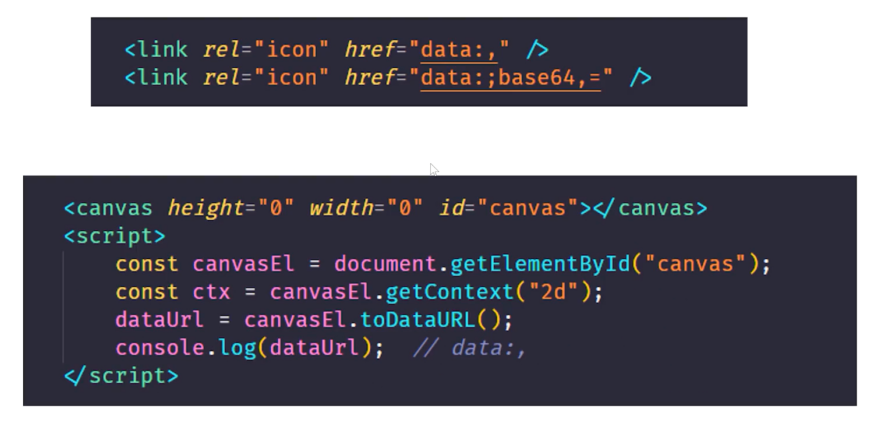 <link rel="icon" href="data:," />
<link rel="icon" href="data:;base64,=" />
<canvas height="0" width="0" id="canvas"></canvas>
<script>
const canvasEl = document.getElementById("canvas");
const ctx = canvasEl.getContext("2d");
dataUrl = canvasEl.toDataURL();
console.log(dataUrl); // data:,
</script>